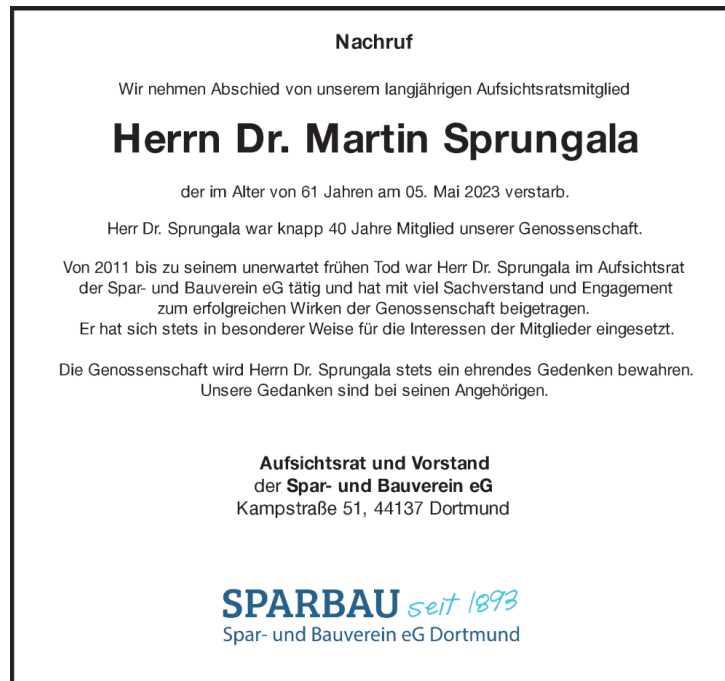 Nachruf
Wir nehmen Abschied von unserem langjährigen Aufsichtsratsmitglied
Herrn Dr. Martin Sprungala
der im Alter von 61 Jahren am 05. Mai 2023 verstarb.
Herr Dr. Sprungala war knapp 40 Jahre Mitglied unserer Genossenschaft.
Von 2011 bis zu seinem unerwartet frühen Tod war Herr Dr. Sprungala im Aufsichtsrat
der Spar- und Bauverein eG tätig und hat mit viel Sachverstand und Engagement
zum erfolgreichen Wirken der Genossenschaft beigetragen.
Er hat sich stets in besonderer Weise für die Interessen der Mitglieder eingesetzt.
Die Genossenschaft wird Herrn Dr. Sprungala stets ein ehrendes Gedenken bewahren.
Unsere Gedanken sind bei seinen Angehörigen.
Aufsichtsrat und Vorstand
der Spar- und Bauverein eG
Kampstraße 51, 44137 Dortmund
SPARBAU seit 1893
Spar- und Bauverein eG Dortmund